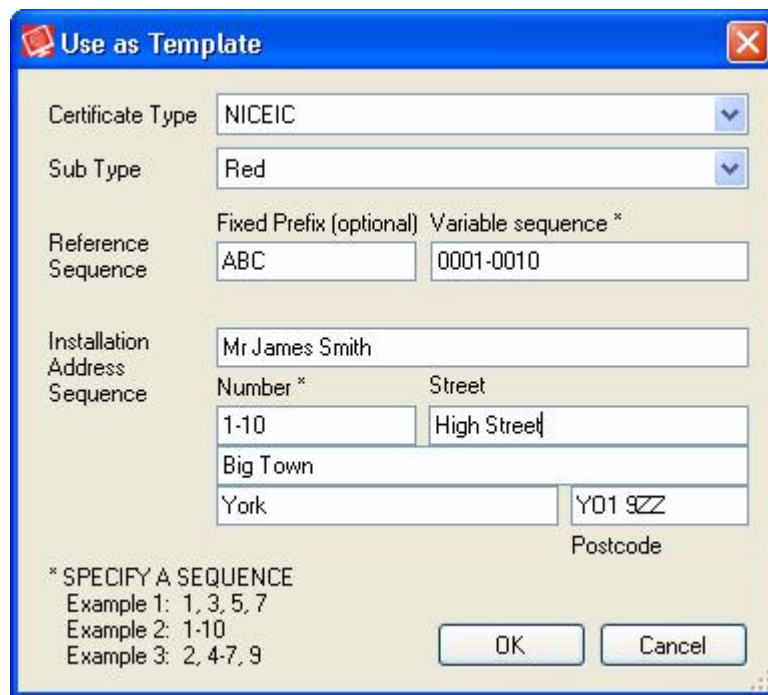 Use as Template
Certificate Type NICEIC
Sub Type Red
Fixed Prefix (optional) Variable sequence *
Reference Sequence ABC 0001-0010
Installation Address Sequence Mr James Smith
Number * Street
1-10 High Street
Big Town
York YO1 9ZZ
Postcode
* SPECIFY A SEQUENCE
Example 1: 1, 3, 5, 7
Example 2: 1-10
Example 3: 2, 4-7, 9
OK Cancel